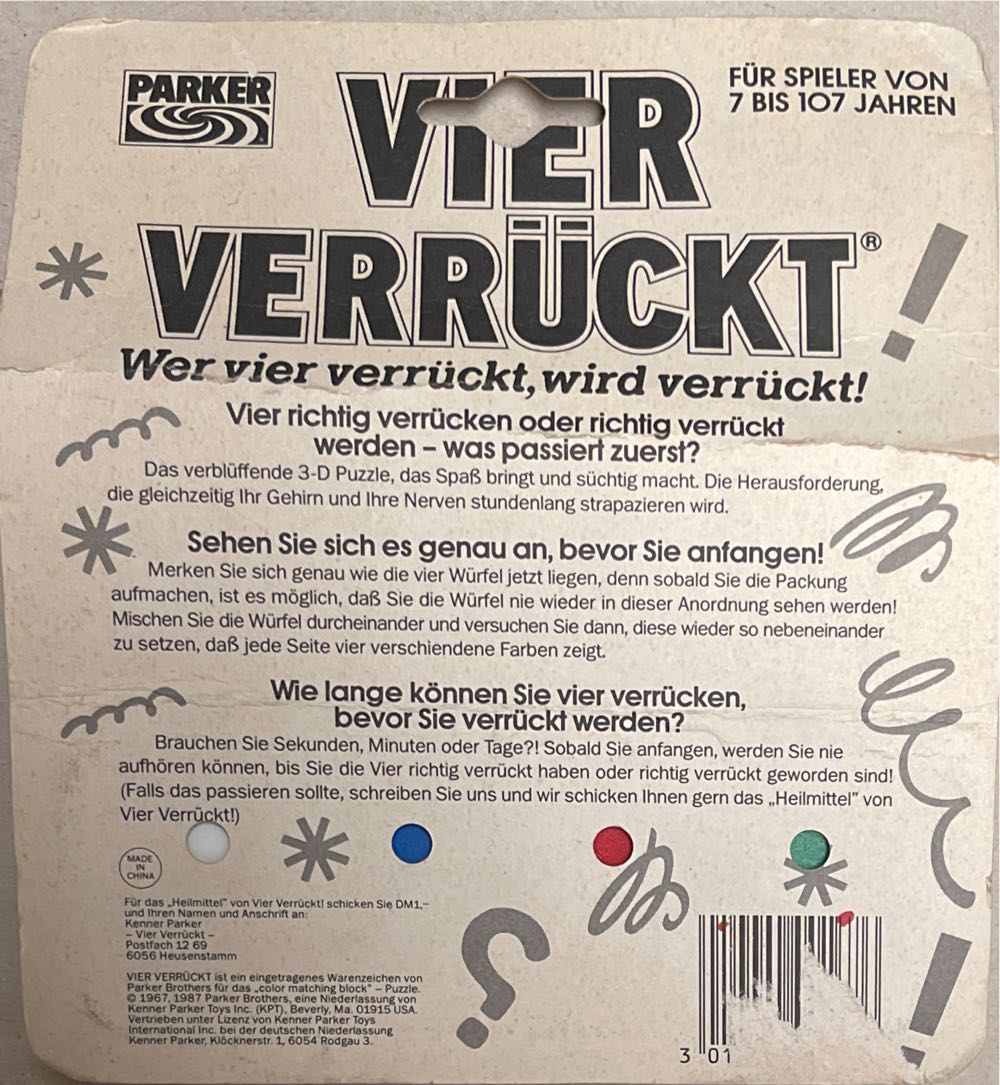 PARKER
VIER
VERRÜCKT®
FÜR SPIELER VON
7 BIS 107 JAHREN
Wer vier verrückt, wird verrückt!
Vier richtig verrücken oder richtig verrückt
werden – was passiert zuerst?
Das verblüffende 3-D Puzzle, das Spaß bringt und süchtig macht. Die Herausforderung,
die gleichzeitig Ihr Gehirn und Ihre Nerven stundenlang strapazieren wird.
Sehen Sie sich es genau an, bevor Sie anfangen!
Merken Sie sich genau wie die vier Würfel jetzt liegen, denn sobald Sie die Packung
aufmachen, ist es möglich, daß Sie die Würfel nie wieder in dieser Anordnung sehen werden!
Mischen Sie die Würfel durcheinander und versuchen Sie dann, diese wieder so nebeneinander
zu setzen, daß jede Seite vier verschiendene Farben zeigt.
Wie lange können Sie vier verrücken,
bevor Sie verrückt werden?
Brauchen Sie Sekunden, Minuten oder Tage?! Sobald Sie anfangen, werden Sie nie
aufhören können, bis Sie die Vier richtig verrückt haben oder richtig verrückt geworden sind!
(Falls das passieren sollte, schreiben Sie uns und wir schicken Ihnen gern das „Heilmittel” von
Vier Verrückt!)
MADE
IN
CHINA
Für das „Heilmittel” von Vier Verrückt! schicken Sie DM1,–
und Ihren Namen und Anschrift an:
Kenner Parker
– Vier Verrückt –
Postfach 12 69
6056 Heusenstamm
VIER VERRÜCKT ist ein eingetragenes Warenzeichen von
Parker Brothers für das „color matching block” – Puzzle.
© 1967, 1987 Parker Brothers, eine Niederlassung von
Kenner Parker Toys Inc. (KPT), Beverly, Ma. 01915 USA.
Vertrieben unter Lizenz von Kenner Parker Toys
International Inc. bei der deutschen Niederlassung
Kenner Parker, Klöcknerstr. 1, 6054 Rodgau 3.
3 01